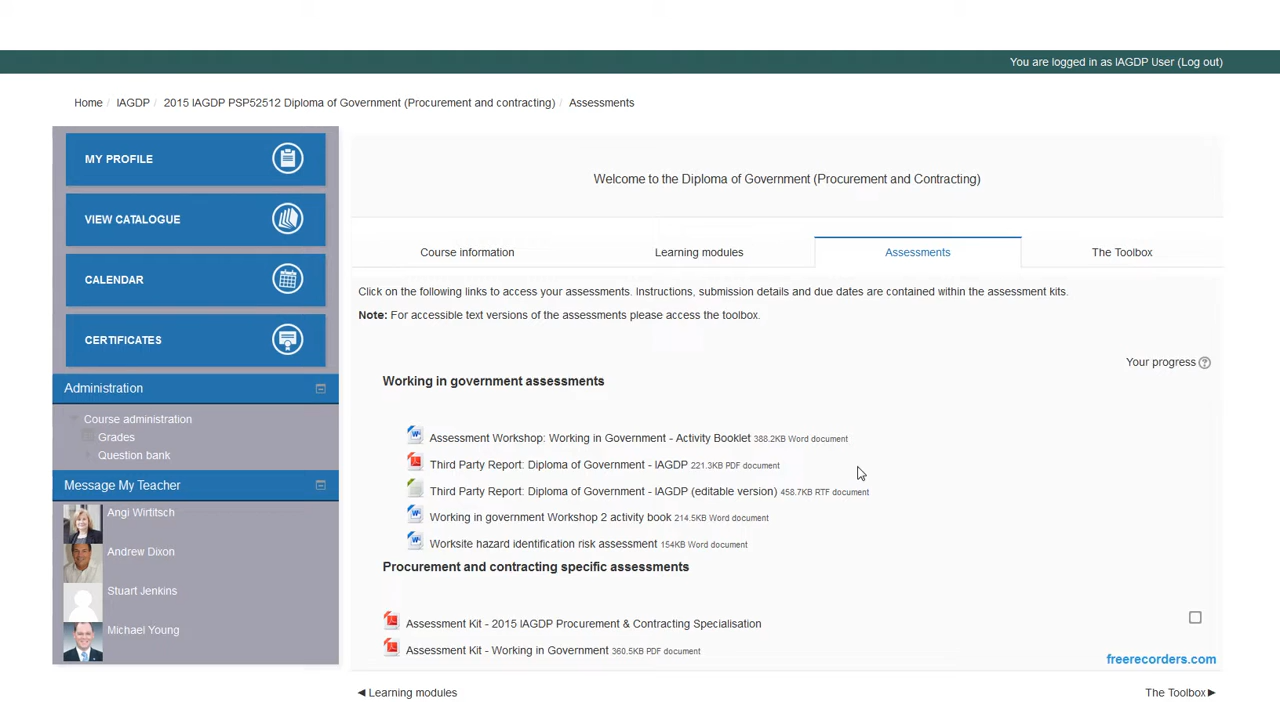 You are logged in as IAGDP User (Log out)
Home / IAGDP / 2015 IAGDP PSP52512 Diploma of Government (Procurement and contracting) / Assessments
MY PROFILE
VIEW CATALOGUE
CALENDAR
CERTIFICATES
Administration
Course administration
Grades
Question bank
Message My Teacher
Angi Wirtitsch
Andrew Dixon
Stuart Jenkins
Michael Young
Welcome to the Diploma of Government (Procurement and Contracting)
Course information
Learning modules
Assessments
The Toolbox
Click on the following links to access your assessments. Instructions, submission details and due dates are contained within the assessment kits.
Note: For accessible text versions of the assessments please access the toolbox.
Your progress
Working in government assessments
Assessment Workshop: Working in Government - Activity Booklet 388.2KB Word document
Third Party Report: Diploma of Government - IAGDP 221.3KB PDF document
Third Party Report: Diploma of Government - IAGDP (editable version) 458.7KB RTF document
Working in government Workshop 2 activity book 214.5KB Word document
Worksite hazard identification risk assessment 154KB Word document
Procurement and contracting specific assessments
Assessment Kit - 2015 IAGDP Procurement & Contracting Specialisation
Assessment Kit - Working in Government 360.5KB PDF document
freerecorders.com
◀ Learning modules
The Toolbox ▶